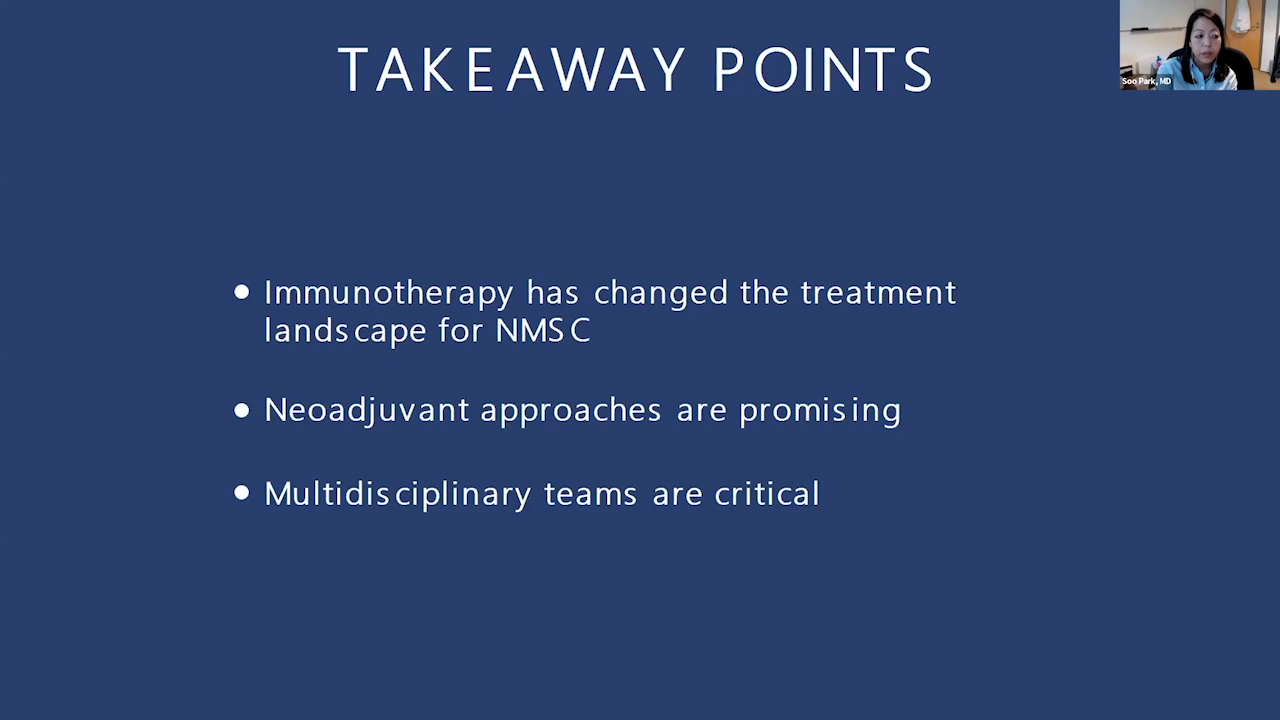 TAKEAWAY POINTS
Soo Park, MD
• Immunotherapy has changed the treatment
landscape for NMSC
• Neoadjuvant approaches are promising
• Multidisciplinary teams are critical